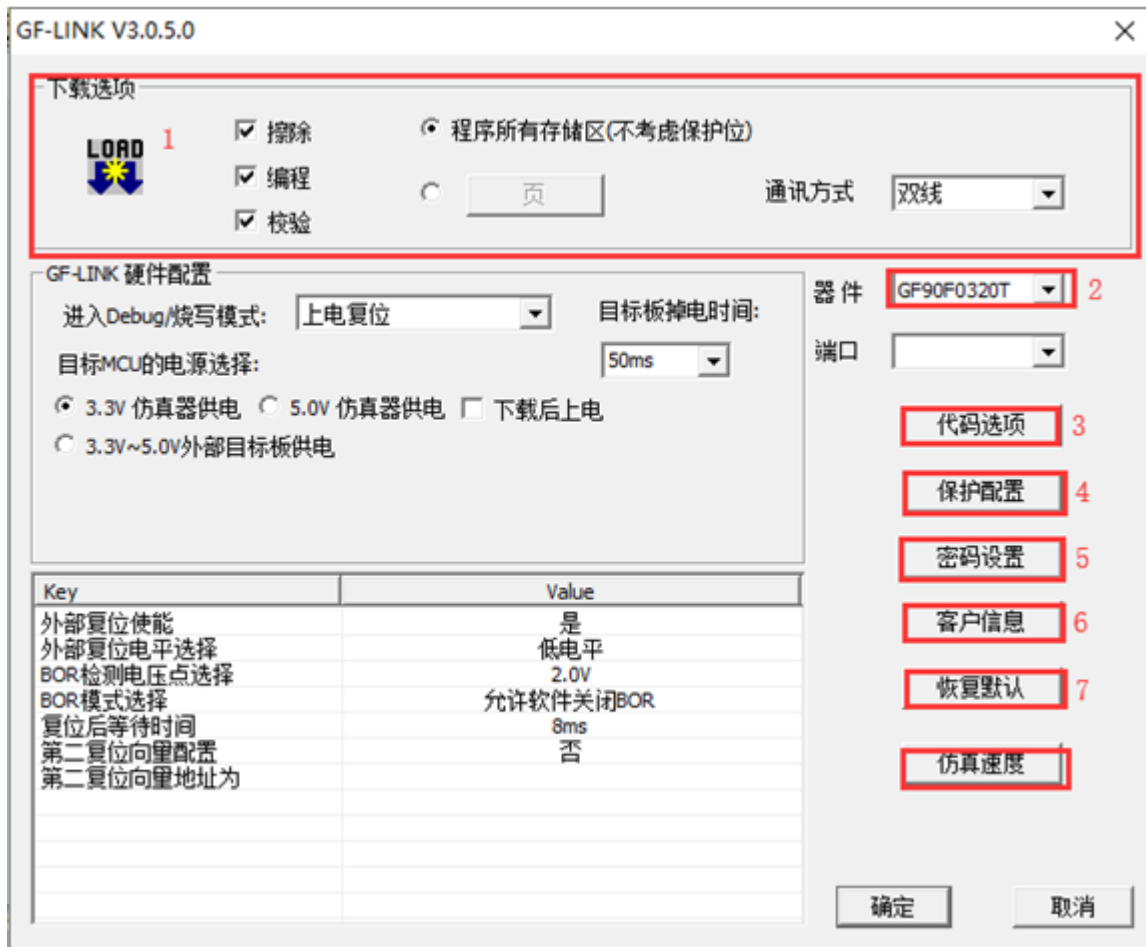 GF-LINK V3.0.5.0
下载选项
LOAD 1
擦除
编程
校验
程序所有存储区(不考虑保护位)
页
通讯方式 双线
GF-LINK 硬件配置
进入Debug/烧写模式: 上电复位
目标板掉电时间:
50ms
目标MCU的电源选择:
3.3V 仿真器供电 5.0V 仿真器供电 下载后上电
3.3V~5.0V外部目标板供电
器件 GF90F0320T 2
端口
代码选项 3
保护配置 4
密码设置 5
客户信息 6
恢复默认 7
仿真速度
Key Value
外部复位使能 是
外部复位电平选择 低电平
BOR检测电压点选择 2.0V
BOR模式选择 允许软件关闭BOR
复位后等待时间 8ms
第二复位向量配置 否
第二复位向量地址为
确定 取消